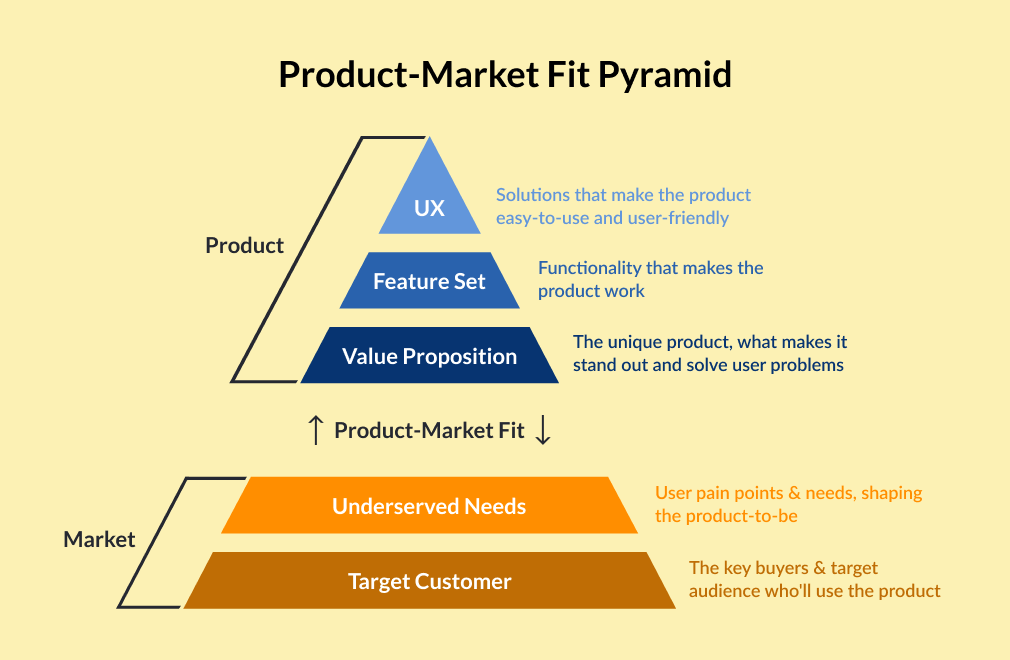 Product-Market Fit Pyramid
Product
UX
Solutions that make the product
easy-to-use and user-friendly
Feature Set
Functionality that makes the
product work
Value Proposition
The unique product, what makes it
stand out and solve user problems
↑ Product-Market Fit ↓
Market
Underserved Needs
User pain points & needs, shaping
the product-to-be
Target Customer
The key buyers & target
audience who'll use the product